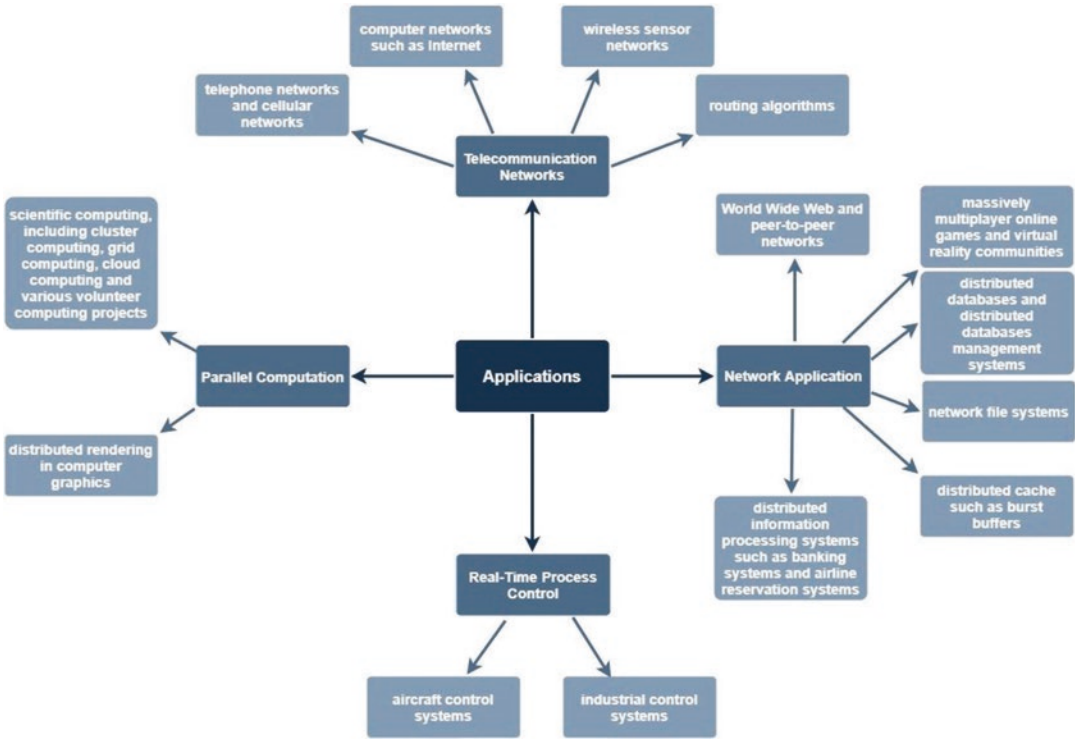 computer networks
such as Internet
wireless sensor
networks
telephone networks
and cellular
networks
routing algorithms
Telecommunication
Networks
scientific computing,
including cluster
computing, grid
computing, cloud
computing and
various volunteer
computing projects
World Wide Web and
peer-to-peer
networks
massively
multiplayer online
games and virtual
reality communities
distributed
databases and
distributed
databases
management
systems
Parallel Computation
Applications
Network Application
network file systems
distributed rendering
in computer
graphics
distributed cache
such as burst
buffers
distributed
information
processing systems
such as banking
systems and airline
reservation systems
Real-Time Process
Control
aircraft control
systems
industrial control
systems